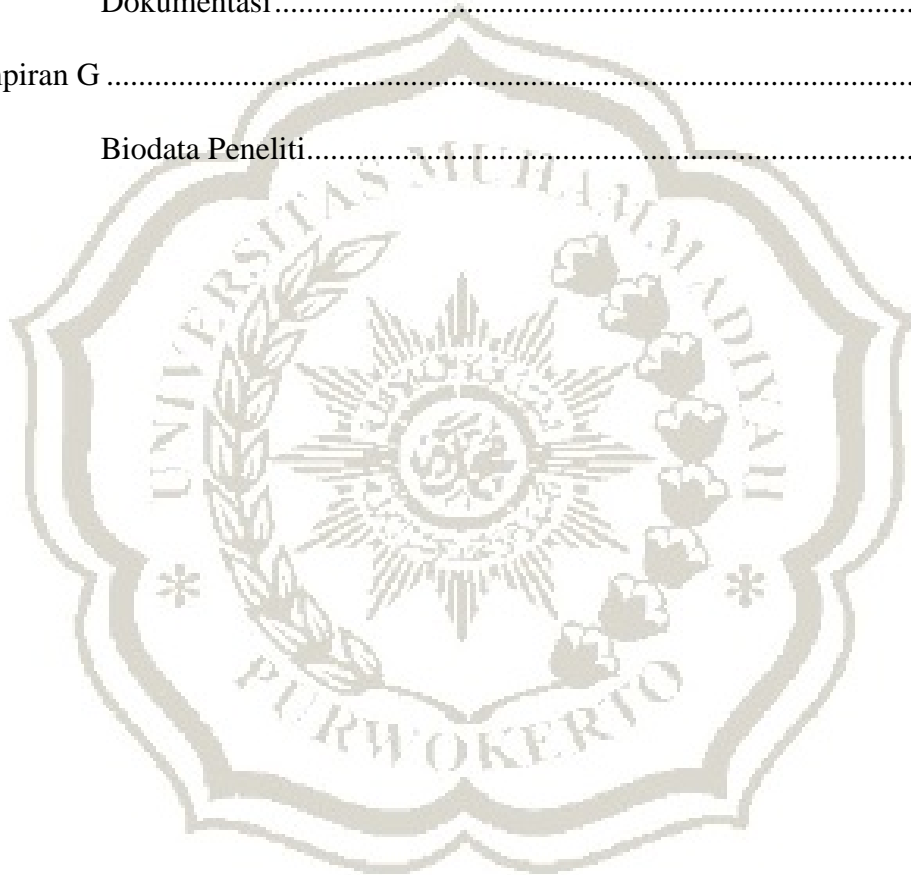 Dokumentasi..........................................................................
piran G ..............................................................................................
Biodata Peneliti......................................................................
UNIVERSITAS MUHAMMADIYAH
PURWOKERTO